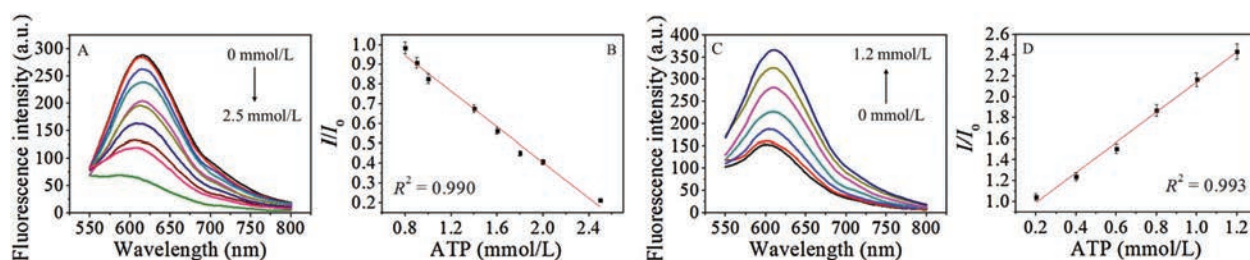 A
0 mmol/L
2.5 mmol/L
Fluorescence intensity (a.u.)
300
250
200
150
100
50
0
550 600 650 700 750 800
Wavelength (nm)
B
I/I₀
1.0
0.9
0.8
0.7
0.6
0.5
0.4
0.3
0.2
R² = 0.990
0.8 1.2 1.6 2.0 2.4
ATP (mmol/L)
C
1.2 mmol/L
0 mmol/L
Fluorescence intensity (a.u.)
400
350
300
250
200
150
100
50
0
550 600 650 700 750 800
Wavelength (nm)
D
I/I₀
2.6
2.4
2.2
2.0
1.8
1.6
1.4
1.2
1.0
R² = 0.993
0.2 0.4 0.6 0.8 1.0 1.2
ATP (mmol/L)